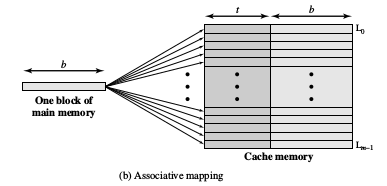 t b
L0
b
One block of
main memory
Lm–1
Cache memory
(b) Associative mapping